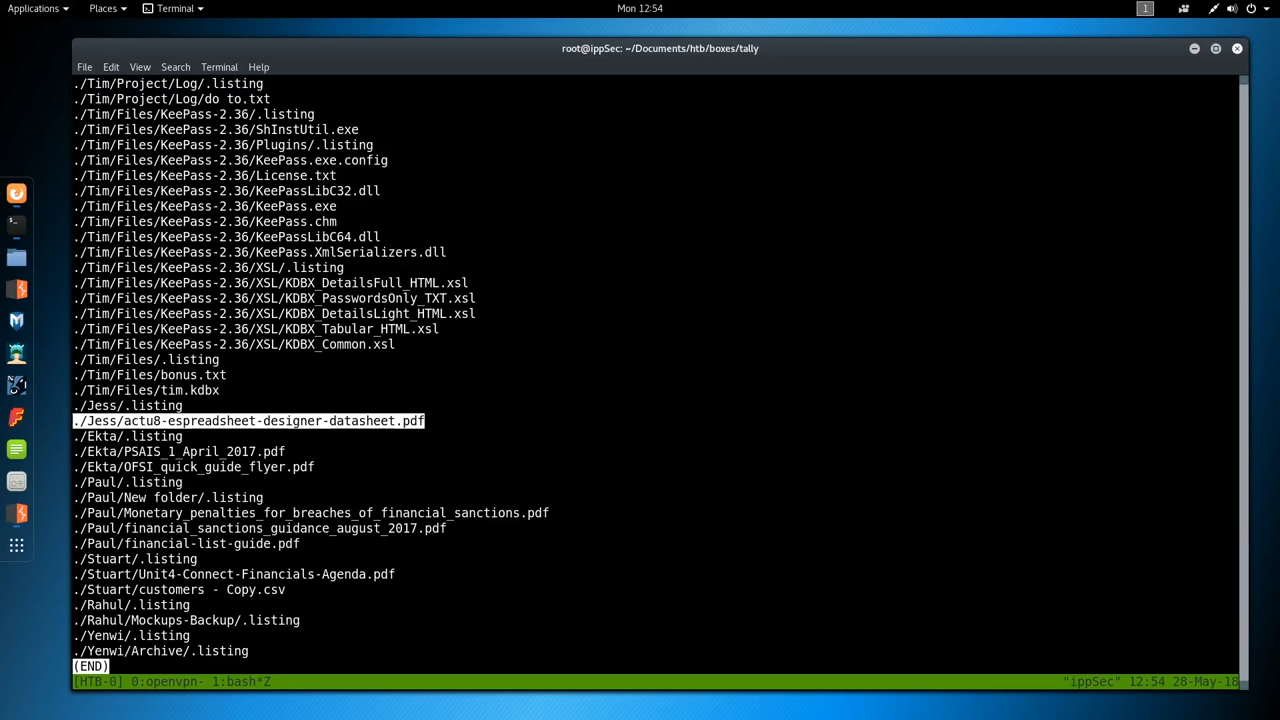 Applications Places Terminal Mon 12:54 1
root@ippSec: ~/Documents/htb/boxes/tally
File Edit View Search Terminal Help
./Tim/Project/Log/.listing
./Tim/Project/Log/do to.txt
./Tim/Files/KeePass-2.36/.listing
./Tim/Files/KeePass-2.36/ShInstUtil.exe
./Tim/Files/KeePass-2.36/Plugins/.listing
./Tim/Files/KeePass-2.36/KeePass.exe.config
./Tim/Files/KeePass-2.36/License.txt
./Tim/Files/KeePass-2.36/KeePassLibC32.dll
./Tim/Files/KeePass-2.36/KeePass.exe
./Tim/Files/KeePass-2.36/KeePass.chm
./Tim/Files/KeePass-2.36/KeePassLibC64.dll
./Tim/Files/KeePass-2.36/KeePass.XmlSerializers.dll
./Tim/Files/KeePass-2.36/XSL/.listing
./Tim/Files/KeePass-2.36/XSL/KDBX_DetailsFull_HTML.xsl
./Tim/Files/KeePass-2.36/XSL/KDBX_PasswordsOnly_TXT.xsl
./Tim/Files/KeePass-2.36/XSL/KDBX_DetailsLight_HTML.xsl
./Tim/Files/KeePass-2.36/XSL/KDBX_Tabular_HTML.xsl
./Tim/Files/KeePass-2.36/XSL/KDBX_Common.xsl
./Tim/Files/.listing
./Tim/Files/bonus.txt
./Tim/Files/tim.kdbx
./Jess/.listing
./Jess/actu8-espreadsheet-designer-datasheet.pdf
./Ekta/.listing
./Ekta/PSAIS_1_April_2017.pdf
./Ekta/OFSI_quick_guide_flyer.pdf
./Paul/.listing
./Paul/New folder/.listing
./Paul/Monetary_penalties_for_breaches_of_financial_sanctions.pdf
./Paul/financial_sanctions_guidance_august_2017.pdf
./Paul/financial-list-guide.pdf
./Stuart/.listing
./Stuart/Unit4-Connect-Financials-Agenda.pdf
./Stuart/customers - Copy.csv
./Rahul/.listing
./Rahul/Mockups-Backup/.listing
./Yenwi/.listing
./Yenwi/Archive/.listing
(END)
[HTB-0] 0:openvpn- 1:bash*Z "ippSec" 12:54 28-May-18